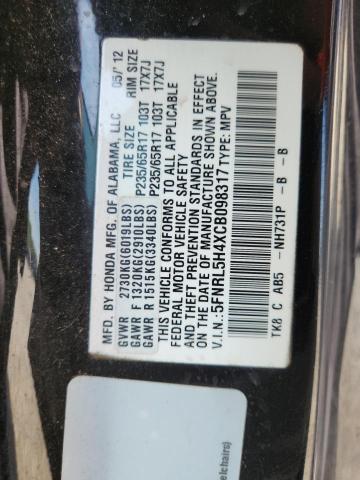 MFD. BY HONDA MFG. OF ALABAMA, LLC 05/'12
TIRE SIZE RIM SIZE
GVWR 2730KG(6019LBS)
GAWR F 1320KG(2910LBS) P235/65R17 103T 17X7J
GAWR R 1515KG(3340LBS) P235/65R17 103T 17X7J
THIS VEHICLE CONFORMS TO ALL APPLICABLE
FEDERAL MOTOR VEHICLE SAFETY
AND THEFT PREVENTION STANDARDS IN EFFECT
ON THE DATE OF MANUFACTURE SHOWN ABOVE.
V.I.N.:5FNRL5H4XCB098317 TYPE: MPV
TK8 C AB5 -NH731P - B - B
elchairs)